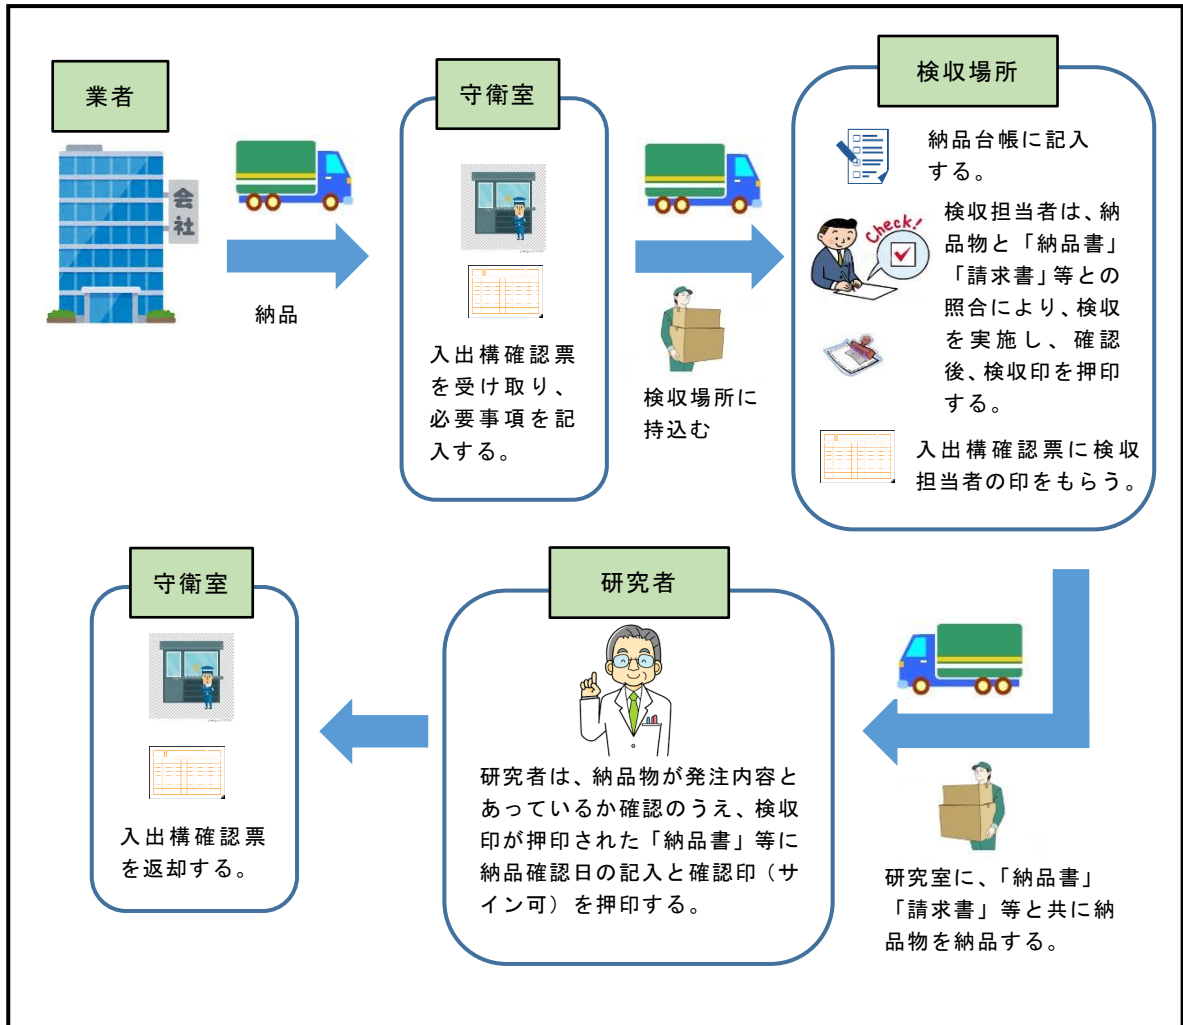 業者
会
社
納品
守衛室
入出構確認票
を受け取り、
必要事項を記
入する。
検収場所に
持込む
検収場所
納品台帳に記入
する。
Check!
検収担当者は、納
品物と「納品書」
「請求書」等との
照合により、検収
を実施し、確認
後、検収印を押印
する。
入出構確認票に検収
担当者の印をもらう。
研究室に、「納品書」
「請求書」等と共に納
品物を納品する。
研究者
研究者は、納品物が発注内容と
あっているか確認のうえ、検収
印が押印された「納品書」等に
納品確認日の記入と確認印（サ
イン可）を押印する。
守衛室
入出構確認票
を返却する。